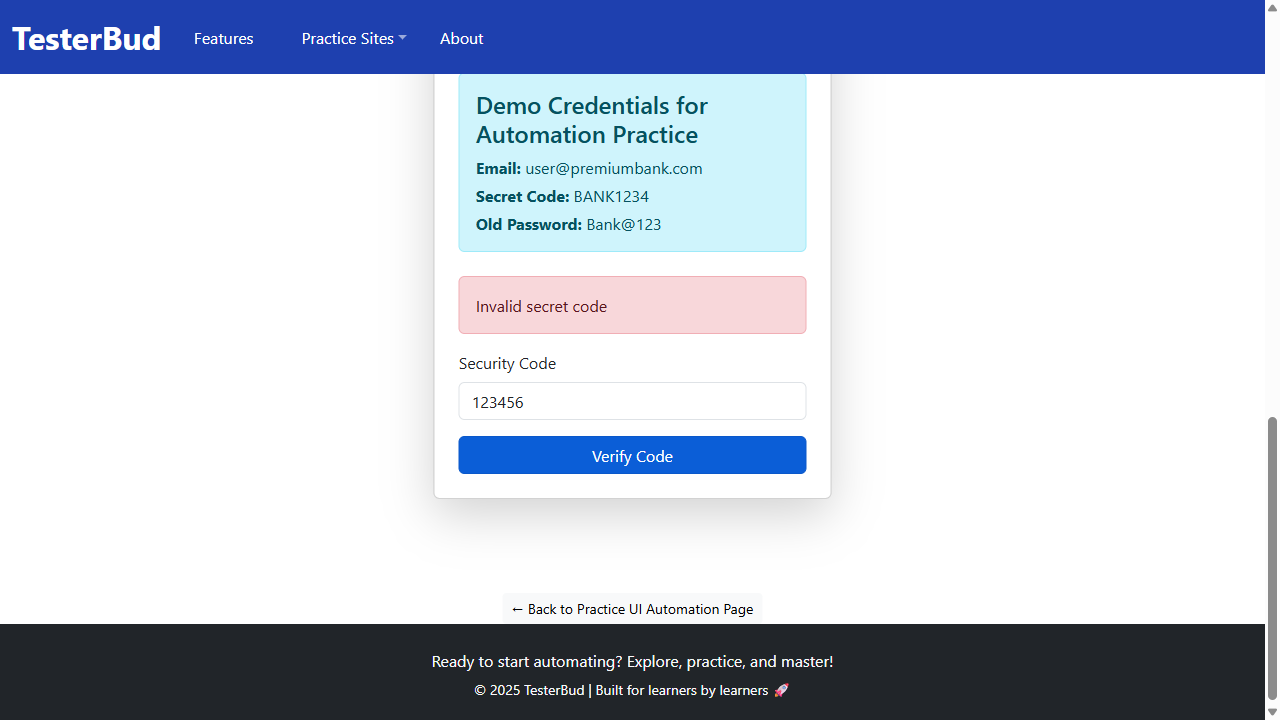 TesterBud
Features
Practice Sites
About
Demo Credentials for
Automation Practice
Email: user@premiumbank.com
Secret Code: BANK1234
Old Password: Bank@123
Invalid secret code
Security Code
123456
Verify Code
← Back to Practice UI Automation Page
Ready to start automating? Explore, practice, and master!
© 2025 TesterBud | Built for learners by learners 🚀